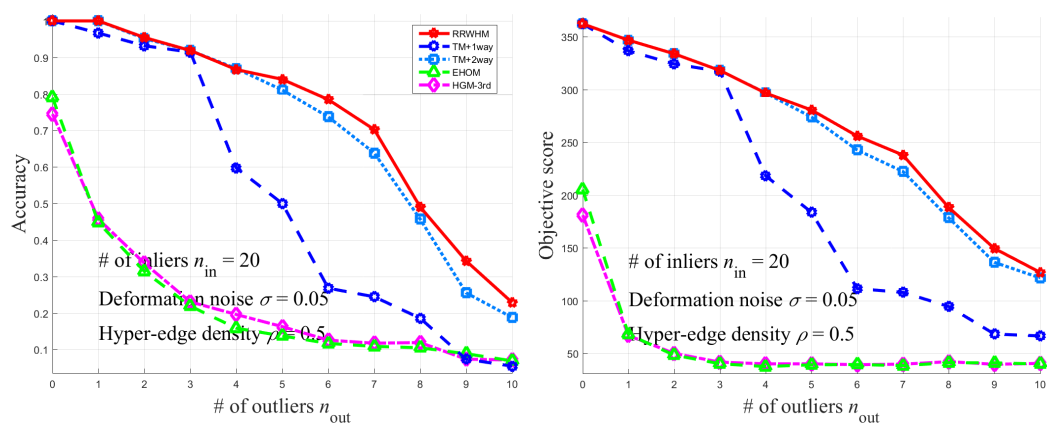 RRWHM
TM+1way
TM+2way
EHOM
HGM-3rd
0.9
0.8
0.7
0.6
0.5
0.4
0.3
0.2
0.1
Accuracy
# of inliers n_in = 20
Deformation noise σ = 0.05
Hyper-edge density ρ = 0.5
0 1 2 3 4 5 6 7 8 9 10
# of outliers n_out
350
300
250
200
150
100
50
Objective score
# of inliers n_in = 20
Deformation noise σ = 0.05
Hyper-edge density ρ = 0.5
0 1 2 3 4 5 6 7 8 9 10
# of outliers n_out